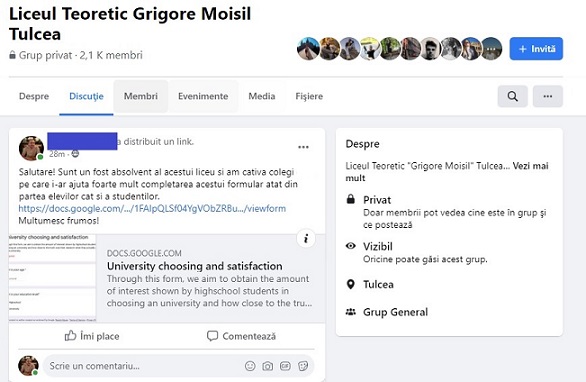 Liceul Teoretic Grigore Moisil
Tulcea
Grup privat · 2,1 K membri
+ Invită
Despre
Discuție
Membri
Evenimente
Media
Fișiere
a distribuit un link.
28m ·
Salutare! Sunt un fost absolvent al acestui liceu si am cativa colegi
pe care i-ar ajuta foarte mult completarea acestui formular atat din
partea elevilor cat si a studentilor.
https://docs.google.com/.../1FAIpQLSf04YgVObZRBu.../viewform
Multumesc frumos!
DOCS.GOOGLE.COM
University choosing and satisfaction
Through this form, we aim to obtain the amount
of interest shown by highschool students in
choosing an university and how close to the tru...
Îmi place
Comentează
Scrie un comentariu...
Despre
Liceul Teoretic "Grigore Moisil" Tulcea... Vezi mai
mult
Privat
Doar membrii pot vedea cine este în grup și
ce postează
Vizibil
Oricine poate găsi acest grup.
Tulcea
Grup General